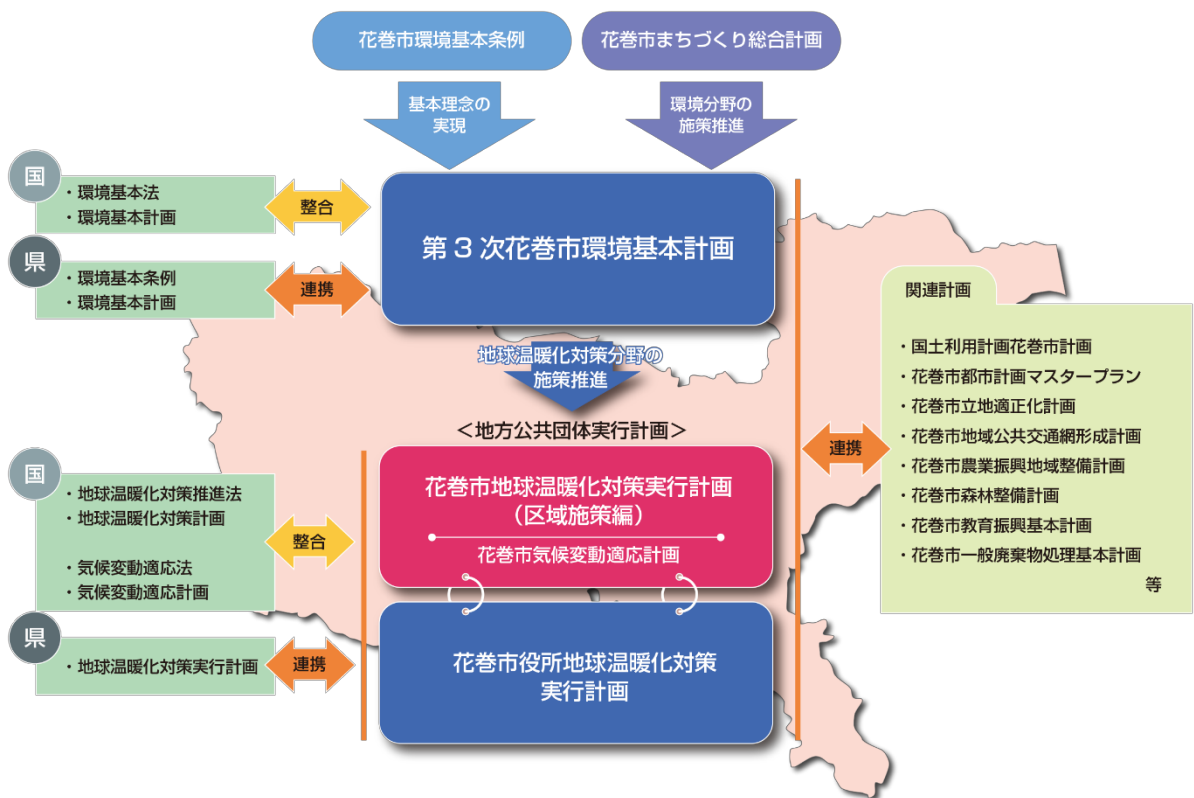 花巻市環境基本条例
花巻市まちづくり総合計画
基本理念の
実現
環境分野の
施策推進
国
・環境基本法
・環境基本計画
整合
県
・環境基本条例
・環境基本計画
連携
第3次花巻市環境基本計画
地球温暖化対策分野の
施策推進
＜地方公共団体実行計画＞
国
・地球温暖化対策推進法
・地球温暖化対策計画
・気候変動適応法
・気候変動適応計画
整合
県
・地球温暖化対策実行計画
連携
花巻市地球温暖化対策実行計画
（区域施策編）
花巻市気候変動適応計画
花巻市役所地球温暖化対策
実行計画
連携
関連計画
・国土利用計画花巻市計画
・花巻市都市計画マスタープラン
・花巻市立地適正化計画
・花巻市地域公共交通網形成計画
・花巻市農業振興地域整備計画
・花巻市森林整備計画
・花巻市教育振興基本計画
・花巻市一般廃棄物処理基本計画
等